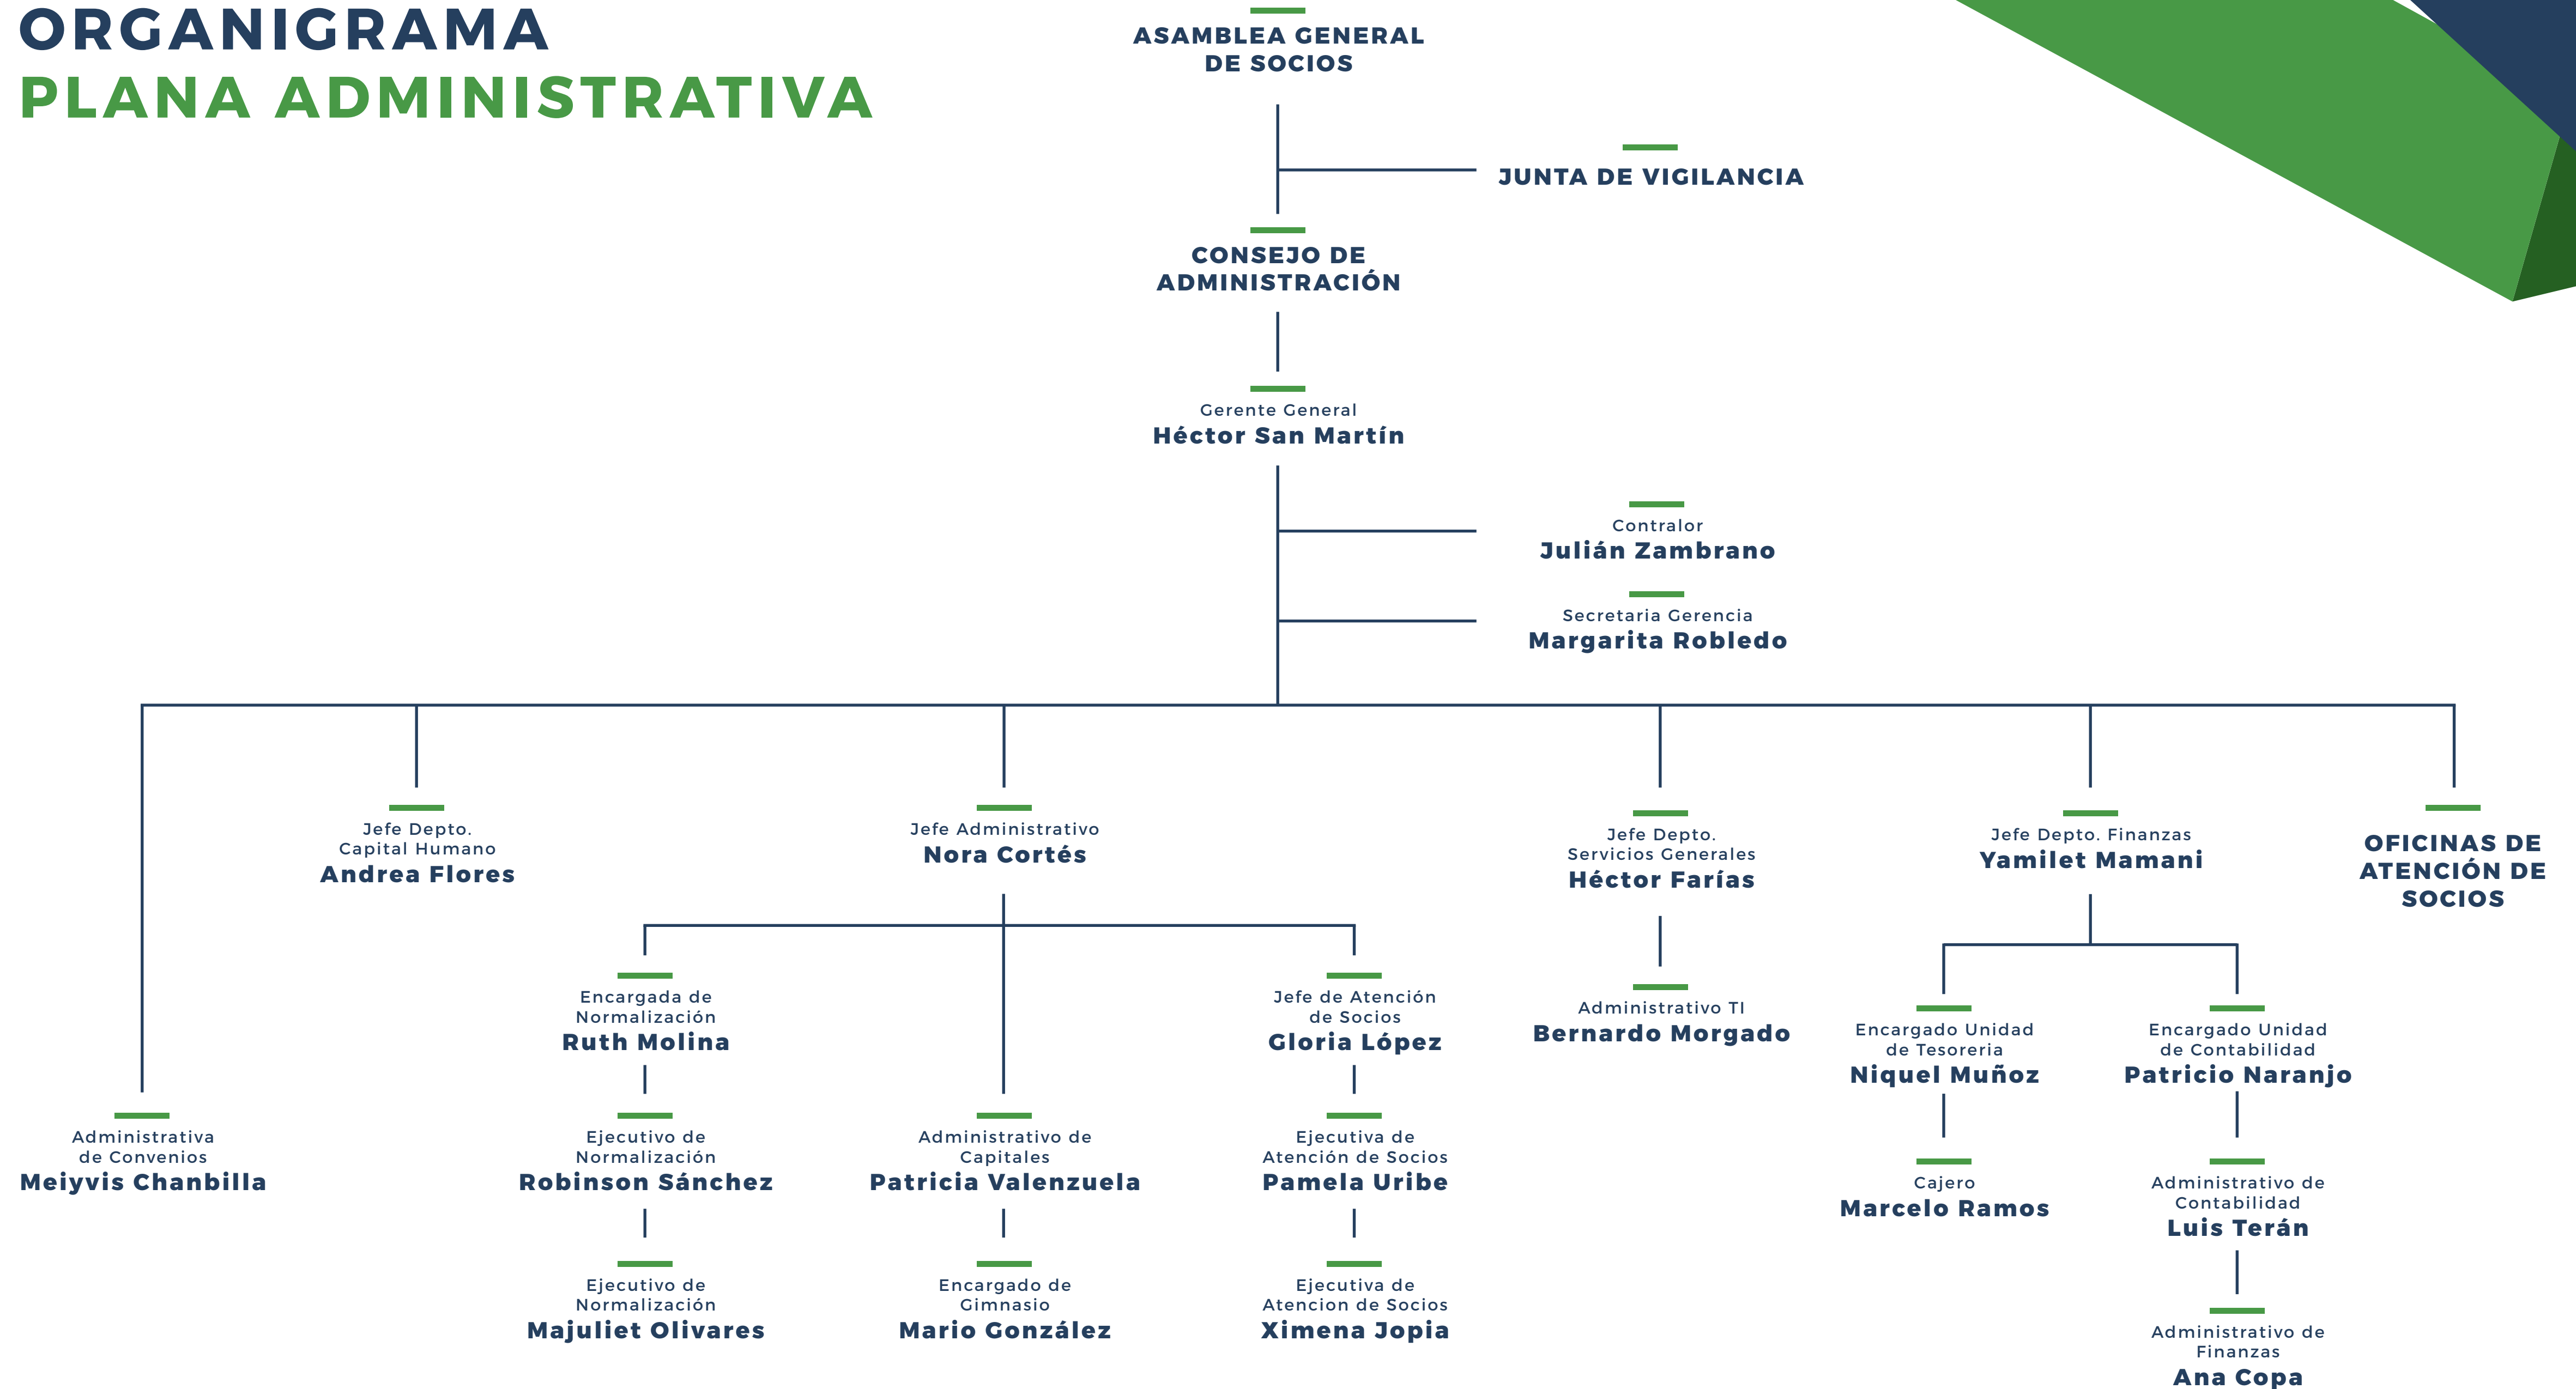 ORGANIGRAMA
PLANA ADMINISTRATIVA
ASAMBLEA GENERAL
DE SOCIOS
JUNTA DE VIGILANCIA
CONSEJO DE
ADMINISTRACIÓN
Gerente General
Héctor San Martín
Contralor
Julián Zambrano
Secretaria Gerencia
Margarita Robledo
Administrativa
de Convenios
Meiyvis Chanbilla
Jefe Depto.
Capital Humano
Andrea Flores
Jefe Administrativo
Nora Cortés
Encargada de
Normalización
Ruth Molina
Ejecutivo de
Normalización
Robinson Sánchez
Ejecutivo de
Normalización
Majuliet Olivares
Administrativo de
Capitales
Patricia Valenzuela
Encargado de
Gimnasio
Mario González
Jefe de Atención
de Socios
Gloria López
Ejecutiva de
Atención de Socios
Pamela Uribe
Ejecutiva de
Atencion de Socios
Ximena Jopia
Jefe Depto.
Servicios Generales
Héctor Farías
Administrativo TI
Bernardo Morgado
Jefe Depto. Finanzas
Yamilet Mamani
Encargado Unidad
de Tesoreria
Niquel Muñoz
Cajero
Marcelo Ramos
Encargado Unidad
de Contabilidad
Patricio Naranjo
Administrativo de
Contabilidad
Luis Terán
Administrativo de
Finanzas
Ana Copa
OFICINAS DE
ATENCIÓN DE
SOCIOS